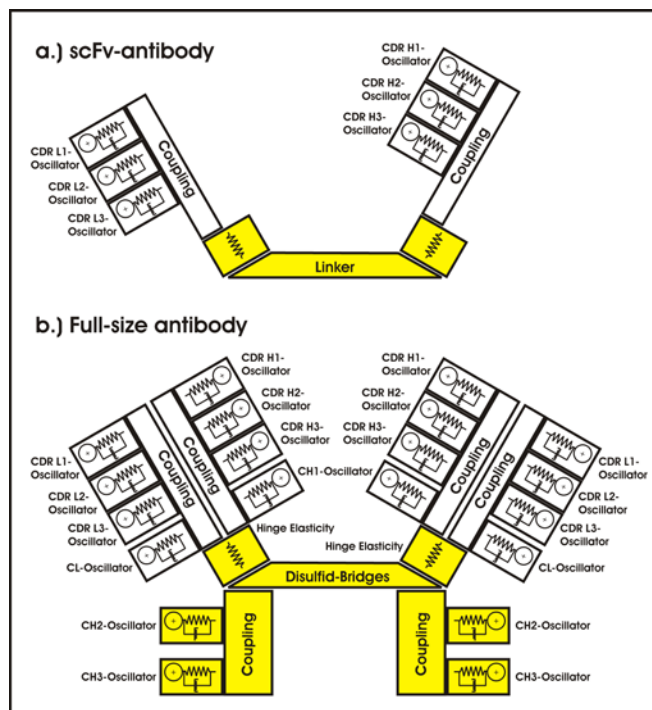 a.) scFv-antibody
CDR L1-
Oscillator
CDR L2-
Oscillator
CDR L3-
Oscillator
Coupling
CDR H1-
Oscillator
CDR H2-
Oscillator
CDR H3-
Oscillator
Coupling
Linker
b.) Full-size antibody
CDR L1-
Oscillator
CDR L2-
Oscillator
CDR L3-
Oscillator
CL-Oscillator
Coupling
Coupling
CDR H1-
Oscillator
CDR H2-
Oscillator
CDR H3-
Oscillator
CH1-Oscillator
CDR H1-
Oscillator
CDR H2-
Oscillator
CDR H3-
Oscillator
Coupling
Coupling
CDR L1-
Oscillator
CDR L2-
Oscillator
CDR L3-
Oscillator
CL-Oscillator
Hinge Elasticity
Hinge Elasticity
Disulfid-Bridges
CH2-Oscillator
CH3-Oscillator
Coupling
Coupling
CH2-Oscillator
CH3-Oscillator